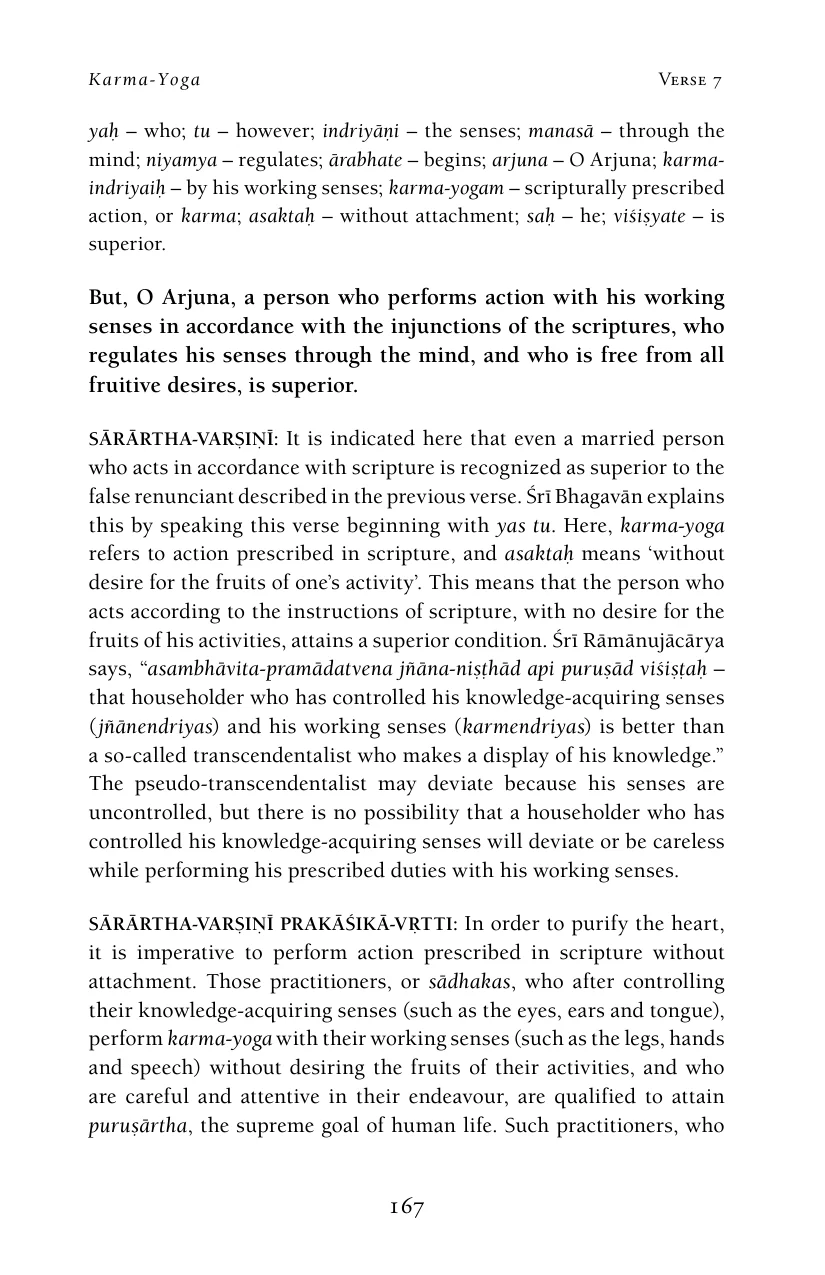 Karma-Yoga Verse 7
yaḥ – who; tu – however; indriyāṇi – the senses; manasā – through the
mind; niyamya – regulates; ārabhate – begins; arjuna – O Arjuna; karma-
indriyaiḥ – by his working senses; karma-yogam – scripturally prescribed
action, or karma; asaktaḥ – without attachment; saḥ – he; viśiṣyate – is
superior.
But, O Arjuna, a person who performs action with his working
senses in accordance with the injunctions of the scriptures, who
regulates his senses through the mind, and who is free from all
fruitive desires, is superior.
SĀRĀRTHA-VARṢIṆĪ: It is indicated here that even a married person
who acts in accordance with scripture is recognized as superior to the
false renunciant described in the previous verse. Śrī Bhagavān explains
this by speaking this verse beginning with yas tu. Here, karma-yoga
refers to action prescribed in scripture, and asaktaḥ means ‘without
desire for the fruits of one’s activity’. This means that the person who
acts according to the instructions of scripture, with no desire for the
fruits of his activities, attains a superior condition. Śrī Rāmānujācārya
says, “asambhāvita-pramādatvena jñāna-niṣṭhād api puruṣād viśiṣṭaḥ –
that householder who has controlled his knowledge-acquiring senses
(jñānendriyas) and his working senses (karmendriyas) is better than
a so-called transcendentalist who makes a display of his knowledge.”
The pseudo-transcendentalist may deviate because his senses are
uncontrolled, but there is no possibility that a householder who has
controlled his knowledge-acquiring senses will deviate or be careless
while performing his prescribed duties with his working senses.
SĀRĀRTHA-VARṢIṆĪ PRAKĀŚIKĀ-VṚTTI: In order to purify the heart,
it is imperative to perform action prescribed in scripture without
attachment. Those practitioners, or sādhakas, who after controlling
their knowledge-acquiring senses (such as the eyes, ears and tongue),
perform karma-yoga with their working senses (such as the legs, hands
and speech) without desiring the fruits of their activities, and who
are careful and attentive in their endeavour, are qualified to attain
puruṣārtha, the supreme goal of human life. Such practitioners, who
167